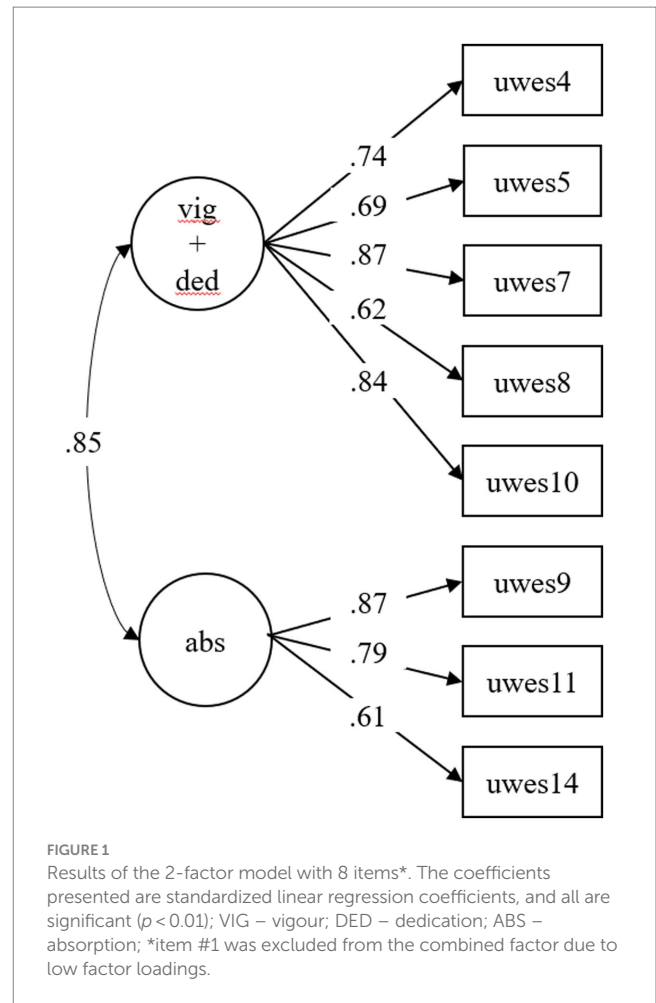 uwes4
.74
vig
+
ded
uwes5
.69
.87
uwes7
.62
uwes8
.84
.85
uwes10
uwes9
.87
abs
.79
uwes11
.61
uwes14
FIGURE 1
Results of the 2-factor model with 8 items*. The coefficients
presented are standardized linear regression coefficients, and all are
significant (p < 0.01); VIG – vigour; DED – dedication; ABS –
absorption; *item #1 was excluded from the combined factor due to
low factor loadings.